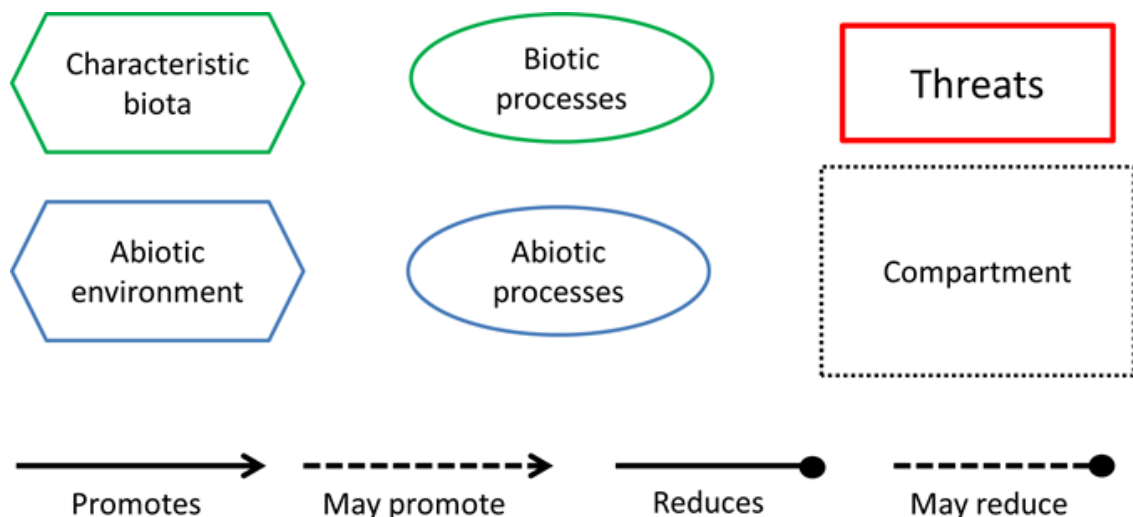 Characteristic
biota
Biotic
processes
Threats
Abiotic
environment
Abiotic
processes
Compartment
Promotes
May promote
Reduces
May reduce